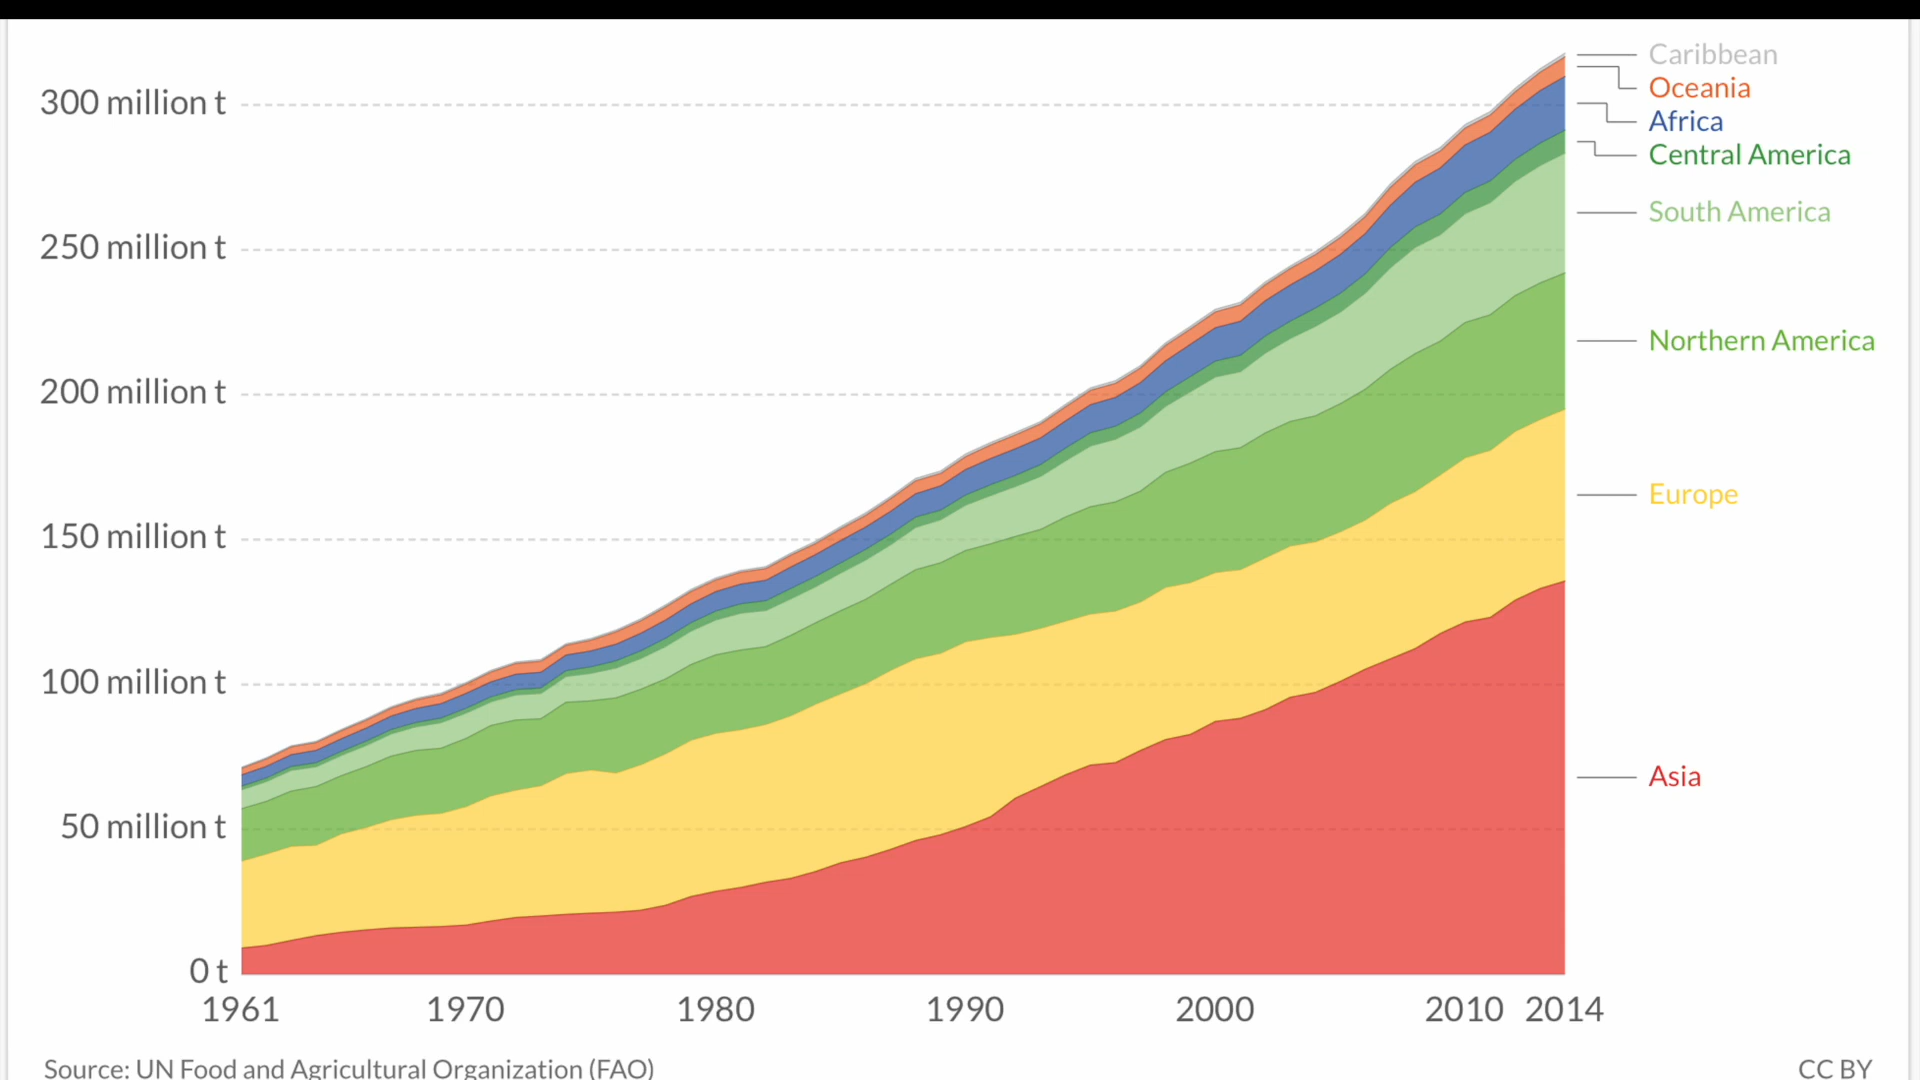 300 million t
250 million t
200 million t
150 million t
100 million t
50 million t
0 t
1961 1970 1980 1990 2000 2010 2014
Caribbean
Oceania
Africa
Central America
South America
Northern America
Europe
Asia
Source: UN Food and Agricultural Organization (FAO)
CC BY